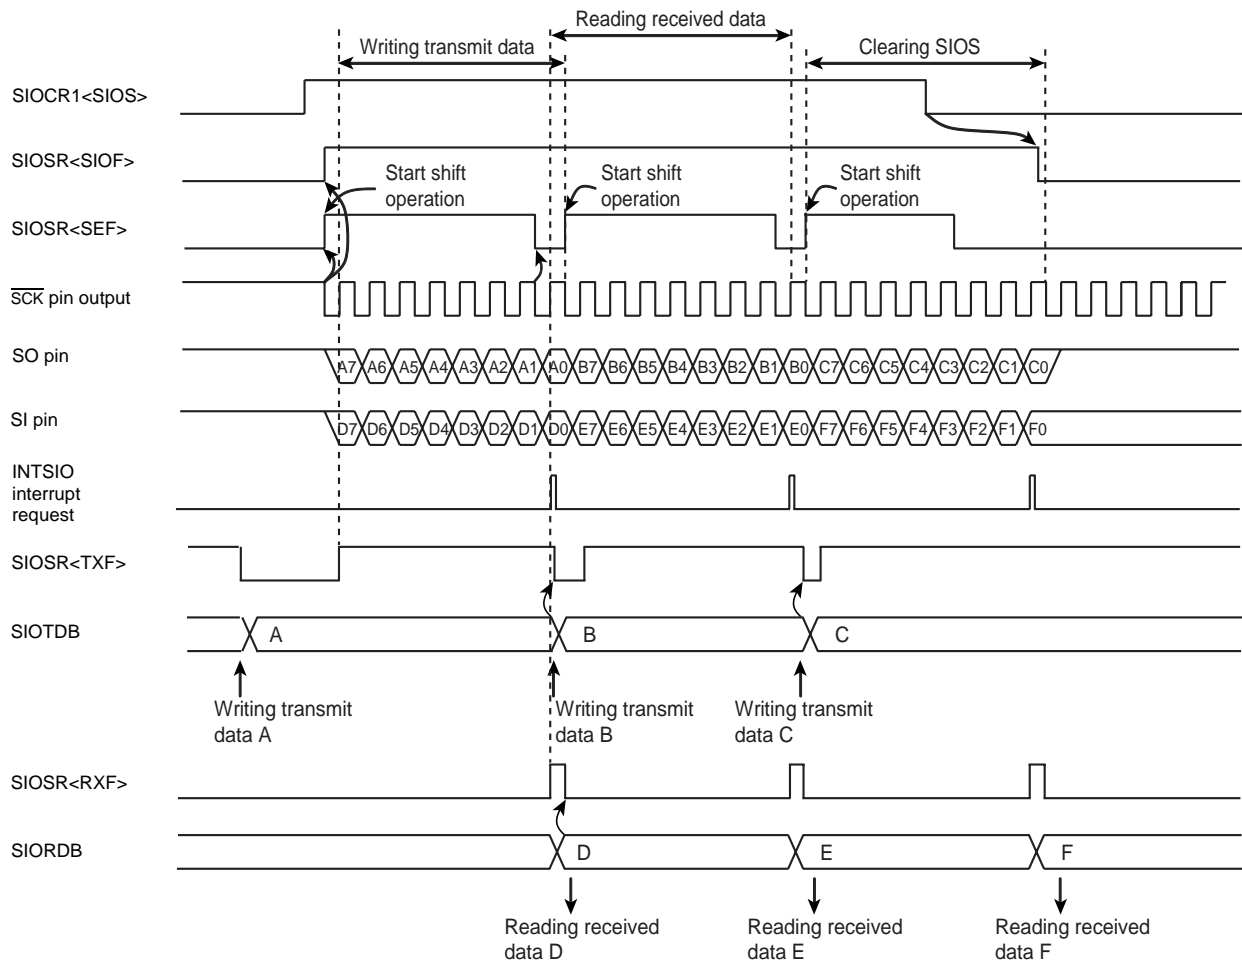 Reading received data
Writing transmit data
Clearing SIOS
SIOCR1<SIOS>
SIOSR<SIOF>
Start shift
operation
Start shift
operation
Start shift
operation
SIOSR<SEF>
SCK pin output
SO pin
A7 A6 A5 A4 A3 A2 A1 A0 B7 B6 B5 B4 B3 B2 B1 B0 C7 C6 C5 C4 C3 C2 C1 C0
SI pin
D7 D6 D5 D4 D3 D2 D1 D0 E7 E6 E5 E4 E3 E2 E1 E0 F7 F6 F5 F4 F3 F2 F1 F0
INTSIO
interrupt
request
SIOSR<TXF>
SIOTDB
A B C
Writing transmit
data A
Writing transmit
data B
Writing transmit
data C
SIOSR<RXF>
SIORDB
D E F
Reading received
data D
Reading received
data E
Reading received
data F